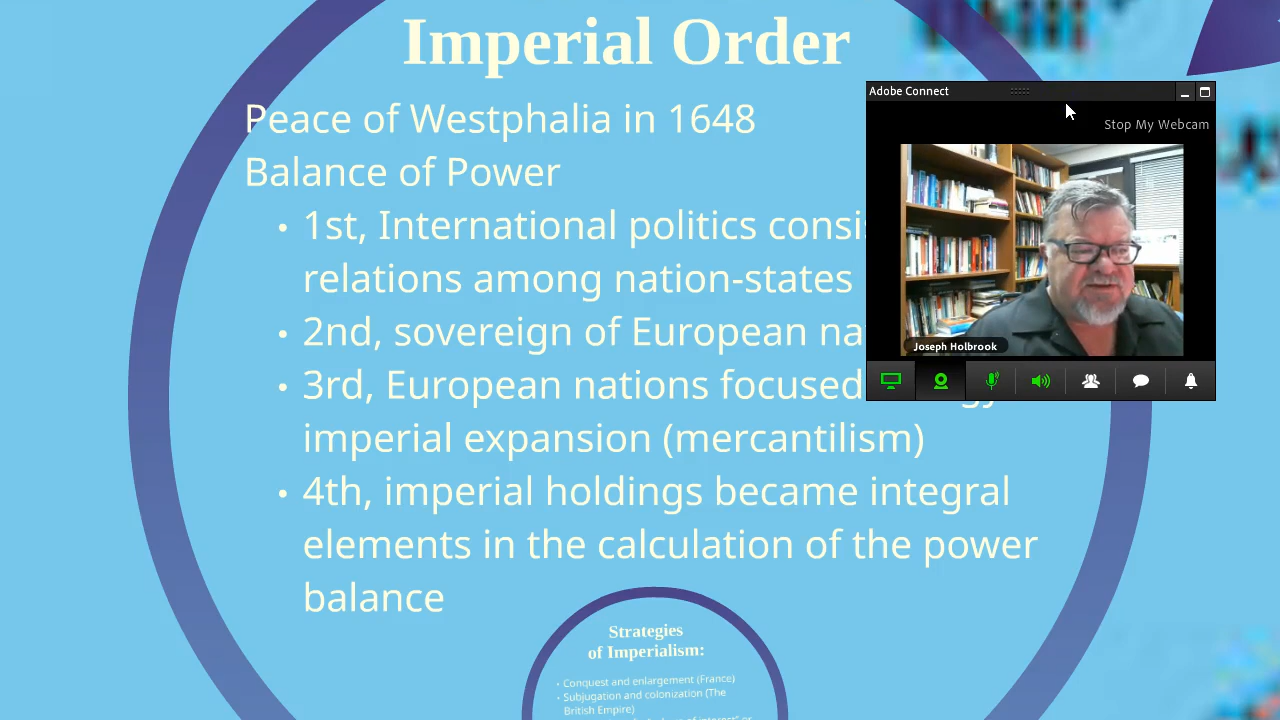 Imperial Order
Peace of Westphalia in 1648
Balance of Power
• 1st, International politics
relations among nation-states
• 2nd, sovereign of European
• 3rd, European nations focused
imperial expansion (mercantilism)
• 4th, imperial holdings became integral
elements in the calculation of the power
balance
Adobe Connect
Stop My Webcam
Joseph Holbrook
Strategies
of Imperialism:
• Conquest and enlargement (France)
• Subjugation and colonization (The
British Empire)